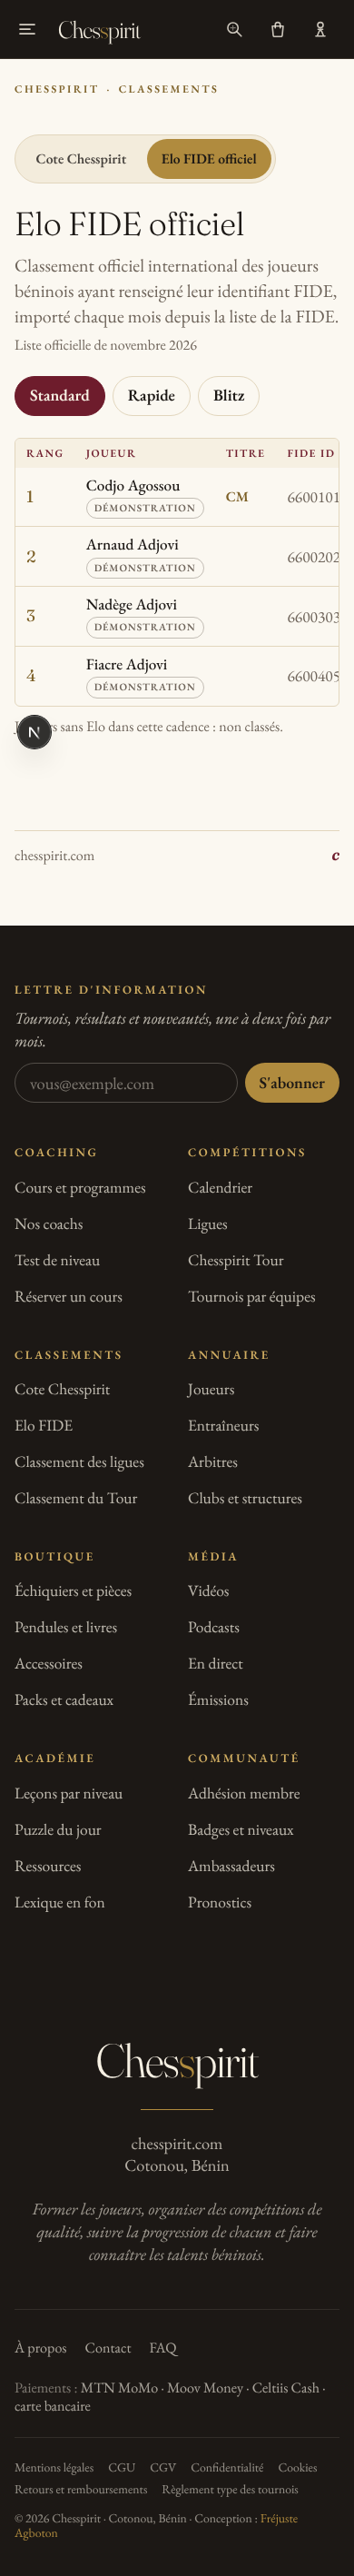 Chesspirit
CHESSPIRIT · CLASSEMENTS
Cote Chesspirit Elo FIDE officiel
Elo FIDE officiel
Classement officiel international des joueurs
béninois ayant renseigné leur identifiant FIDE,
importé chaque mois depuis la liste de la FIDE.
Liste officielle de novembre 2026
Standard Rapide Blitz
RANG JOUEUR TITRE FIDE ID
1 Codjo Agossou CM 6600101
DÉMONSTRATION
2 Arnaud Adjovi 6600202
DÉMONSTRATION
3 Nadège Adjovi 6600303
DÉMONSTRATION
4 Fiacre Adjovi 6600405
DÉMONSTRATION
N
sans Elo dans cette cadence : non classés.
chesspirit.com c
LETTRE D'INFORMATION
Tournois, résultats et nouveautés, une à deux fois par
mois.
vous@exemple.com S'abonner
COACHING
Cours et programmes
Nos coachs
Test de niveau
Réserver un cours
COMPÉTITIONS
Calendrier
Ligues
Chesspirit Tour
Tournois par équipes
CLASSEMENTS
Cote Chesspirit
Elo FIDE
Classement des ligues
Classement du Tour
ANNUAIRE
Joueurs
Entraîneurs
Arbitres
Clubs et structures
BOUTIQUE
Échiquiers et pièces
Pendules et livres
Accessoires
Packs et cadeaux
MÉDIA
Vidéos
Podcasts
En direct
Émissions
ACADÉMIE
Leçons par niveau
Puzzle du jour
Ressources
Lexique en fon
COMMUNAUTÉ
Adhésion membre
Badges et niveaux
Ambassadeurs
Pronostics
Chesspirit
chesspirit.com
Cotonou, Bénin
Former les joueurs, organiser des compétitions de
qualité, suivre la progression de chacun et faire
connaître les talents béninois.
À propos Contact FAQ
Paiements : MTN MoMo · Moov Money · Celtiis Cash ·
carte bancaire
Mentions légales CGU CGV Confidentialité Cookies
Retours et remboursements Règlement type des tournois
© 2026 Chesspirit · Cotonou, Bénin · Conception : Fréjuste
Agboton